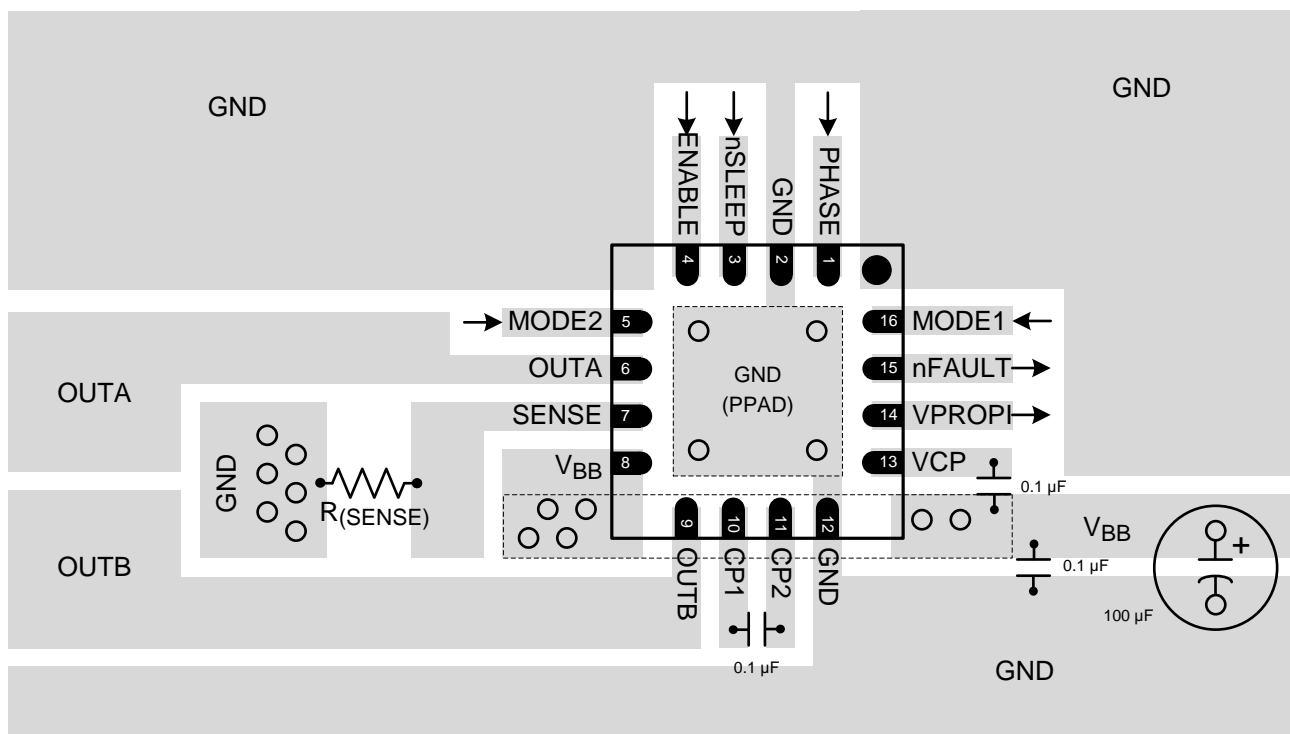 GND
GND
ENABLE
nSLEEP
GND
PHASE
4
3
2
1
MODE2
5
16
MODE1
OUTA
6
15
nFAULT
OUTA
GND
(PPAD)
SENSE
7
14
VPROPI
VBB
8
13
VCP
GND
R(SENSE)
0.1 µF
9
10
11
12
OUTB
CP1
CP2
GND
VBB
+
0.1 µF
100 µF
OUTB
0.1 µF
GND